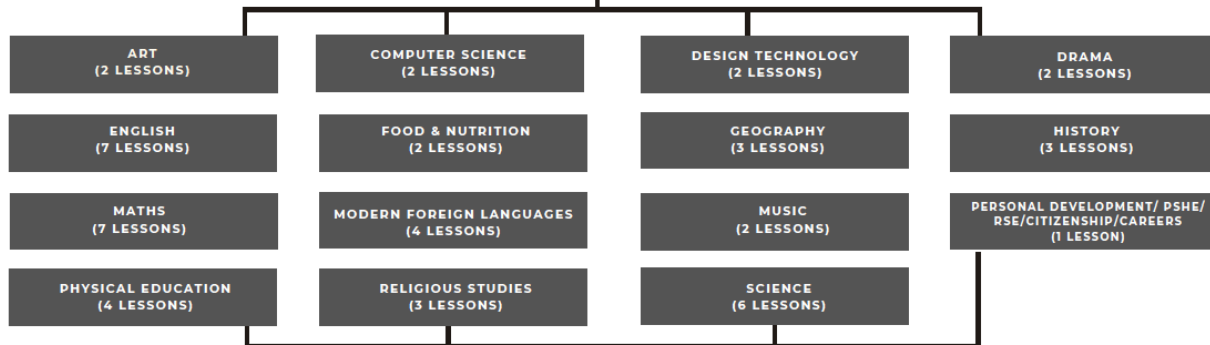 ART
(2 LESSONS)
COMPUTER SCIENCE
(2 LESSONS)
DESIGN TECHNOLOGY
(2 LESSONS)
DRAMA
(2 LESSONS)
ENGLISH
(7 LESSONS)
FOOD & NUTRITION
(2 LESSONS)
GEOGRAPHY
(3 LESSONS)
HISTORY
(3 LESSONS)
MATHS
(7 LESSONS)
MODERN FOREIGN LANGUAGES
(4 LESSONS)
MUSIC
(2 LESSONS)
PERSONAL DEVELOPMENT/ PSHE/
RSE/CITIZENSHIP/CAREERS
(1 LESSON)
PHYSICAL EDUCATION
(4 LESSONS)
RELIGIOUS STUDIES
(3 LESSONS)
SCIENCE
(6 LESSONS)